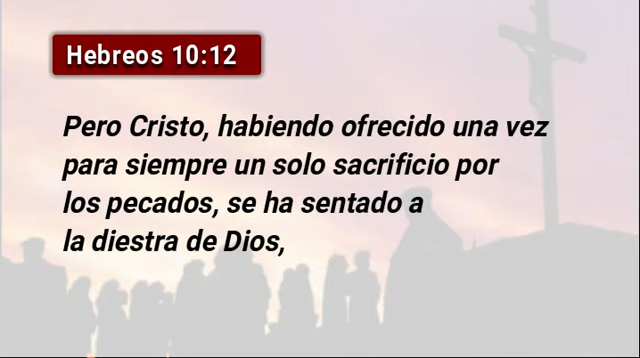 Hebreos 10:12
Pero Cristo, habiendo ofrecido una vez
para siempre un solo sacrificio por
los pecados, se ha sentado a
la diestra de Dios,